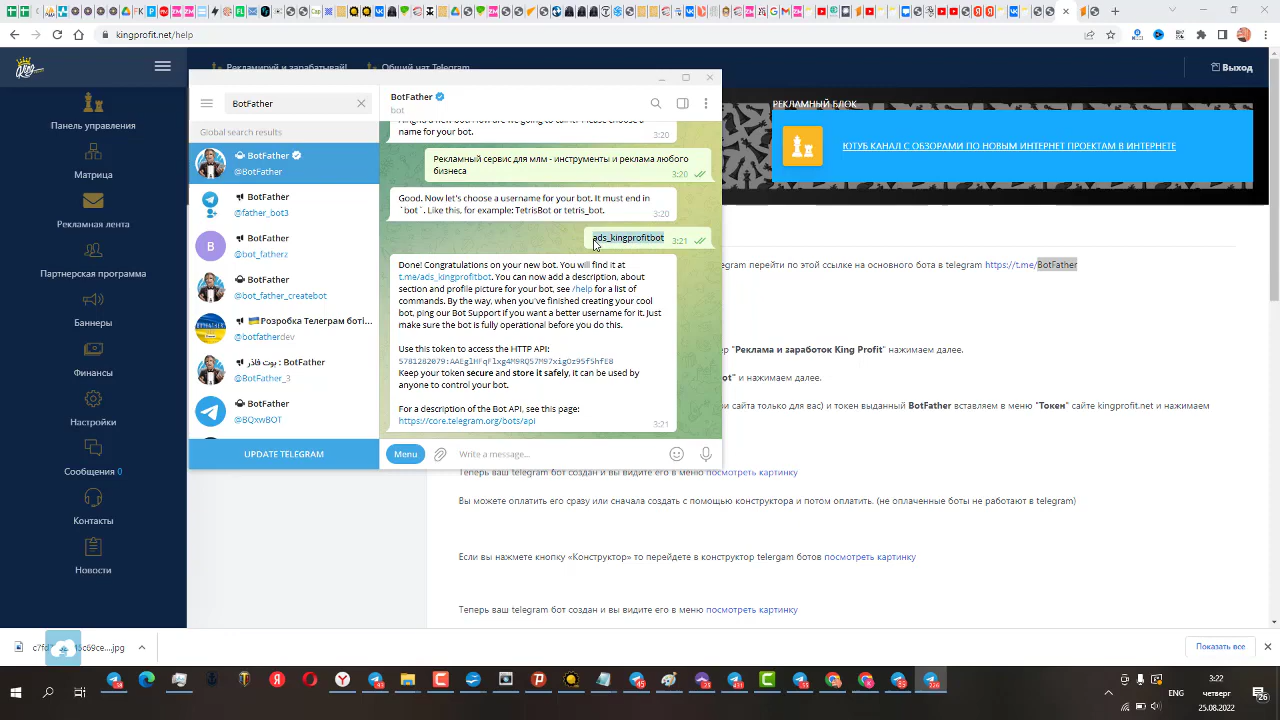 kingprofit.net/help
Рекламируй и зарабатывай!
Общий чат Telegram
Выход
Панель управления
Матрица
Рекламная лента
Партнерская программа
Баннеры
Финансы
Настройки
Сообщения 0
Контакты
Новости
BotFather
Global search results
BotFather
@BotFather
BotFather
@father_bot3
B
BotFather
@bot_fatherz
BotFather
@bot_father_createbot
Розробка Телеграм боті...
@botfatherdev
بوت فاذر : BotFather
@BotFather_3
BotFather
@BQxwBOT
UPDATE TELEGRAM
BotFather
bot
name for your bot.
3:20
Рекламный сервис для млм - инструменты и реклама любого
бизнеса
3:20
Good. Now let's choose a username for your bot. It must end in
`bot`. Like this, for example: TetrisBot or tetris_bot.
3:20
ads_kingprofitbot
3:21
Done! Congratulations on your new bot. You will find it at
t.me/ads_kingprofitbot. You can now add a description, about
section and profile picture for your bot, see /help for a list of
commands. By the way, when you've finished creating your cool
bot, ping our Bot Support if you want a better username for it. Just
make sure the bot is fully operational before you do this.
Use this token to access the HTTP API:
Keep your token secure and store it safely, it can be used by
anyone to control your bot.
For a description of the Bot API, see this page:
https://core.telegram.org/bots/api
3:21
Menu
Write a message...
РЕКЛАМНЫЙ БЛОК
ЮТУБ КАНАЛ С ОБЗОРАМИ ПО НОВЫМ ИНТЕРНЕТ ПРОЕКТАМ В ИНТЕРНЕТЕ
egram перейти по этой ссылке на основного бота в telegram https://t.me/BotFather
ер "Реклама и заработок King Profit" нажимаем далее.
ot" и нажимаем далее.
ри сайта только для вас) и токен выданный BotFather вставляем в меню "Токен" сайте kingprofit.net и нажимаем
Теперь ваш telegram бот создан и вы видите его в меню посмотреть картинку
Вы можете оплатить его сразу или сначала создать с помощью конструктора и потом оплатить. (не оплаченные боты не работают в telegram)
Если вы нажмете кнопку «Конструктор» то перейдете в конструктор telergam ботов посмотреть картинку
Теперь ваш telegram бот создан и вы видите его в меню посмотреть картинку
Показать все
ENG
3:22
четверг
25.08.2022